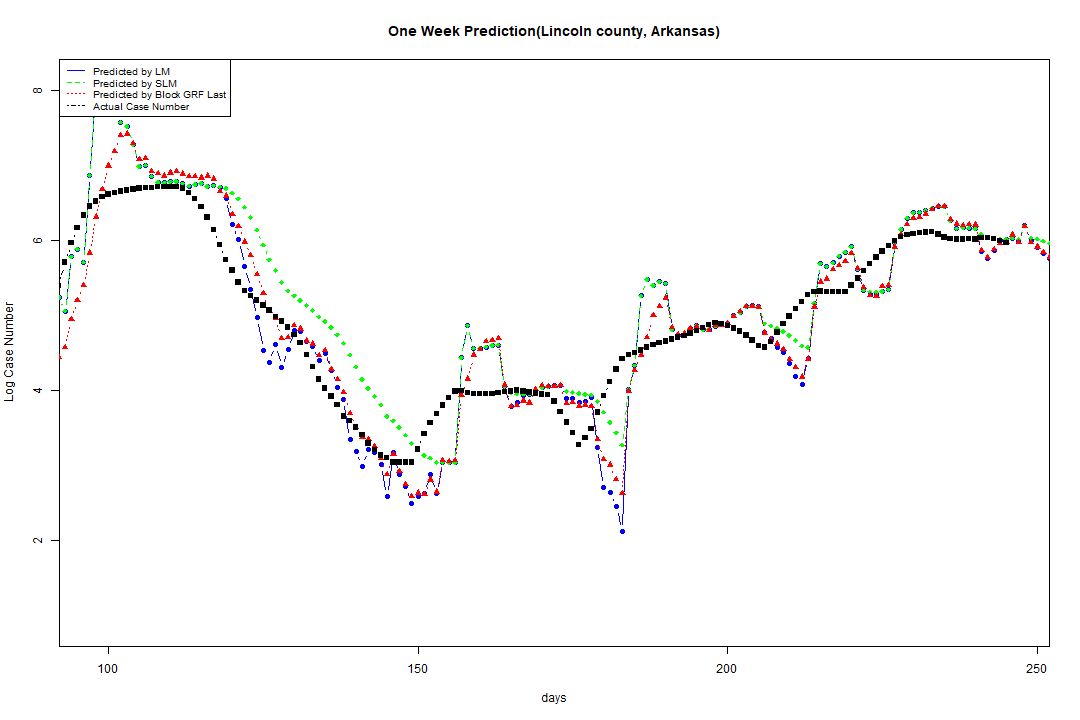 One Week Prediction(Lincoln county, Arkansas)
Predicted by LM
Predicted by SLM
Predicted by Block GRF Last
Actual Case Number
8
6
4
2
Log Case Number
100 150 200 250
days